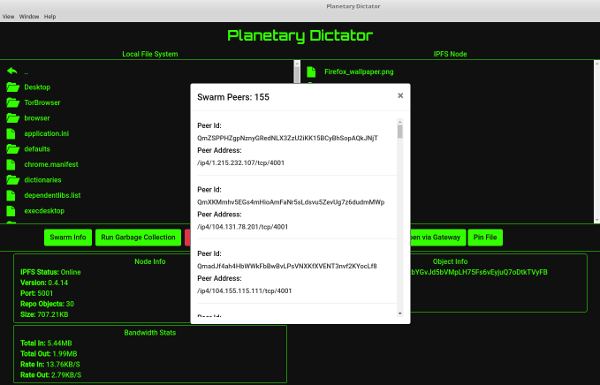 Planetary Dictator
View Window Help
Planetary Dictator
Local File System
IPFS Node
..
Desktop
TorBrowser
browser
application.ini
defaults
chrome.manifest
dictionaries
dependentlibs.list
execdesktop
Firefox_wallpaper.png
Swarm Peers: 155
×
Peer Id:
QmZSPPHZgpNznyGRedNLX3ZzU2iKK15BCyBhSopAQkJNjT
Peer Address:
/ip4/1.215.232.107/tcp/4001
Peer Id:
QmXKMmhv5EGs4mHioAmFaNr5sLdsvu5ZevUg7z6dudmMWp
Peer Address:
/ip4/104.131.78.201/tcp/4001
Peer Id:
QmadJf4ah4HbWWkFbBwBvLPsVNXKfXVENT3nvf2KYocLf8
Peer Address:
/ip4/104.155.115.111/tcp/4001
Swarm Info
Run Garbage Collection
via Gateway
Pin File
Node Info
IPFS Status: Online
Version: 0.4.14
Port: 5001
Repo Objects: 30
Size: 707.21KB
Object Info
bYGvJd5bVMpLH75Fs6vEyjuQ7oDtkTVyFB
Bandwidth Stats
Total In: 5.44MB
Total Out: 1.99MB
Rate In: 13.76KB/S
Rate Out: 2.79KB/S